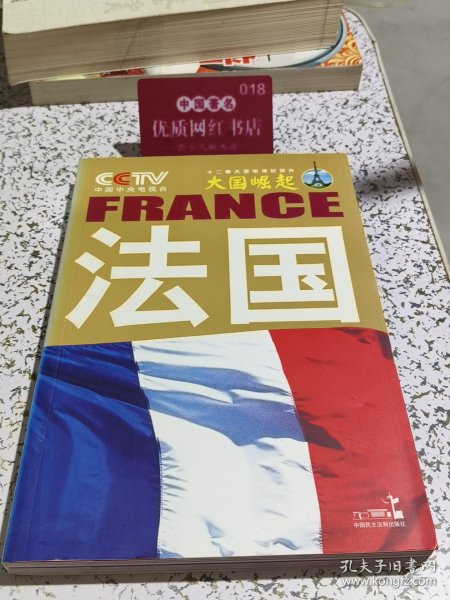 018
中国著名
优质网红书店
CCTV
中国中央电视台
十二集大型电视纪录片
大国崛起
FRANCE
法国
中国民主法制出版社
孔夫子旧书网
www.kongfz.com